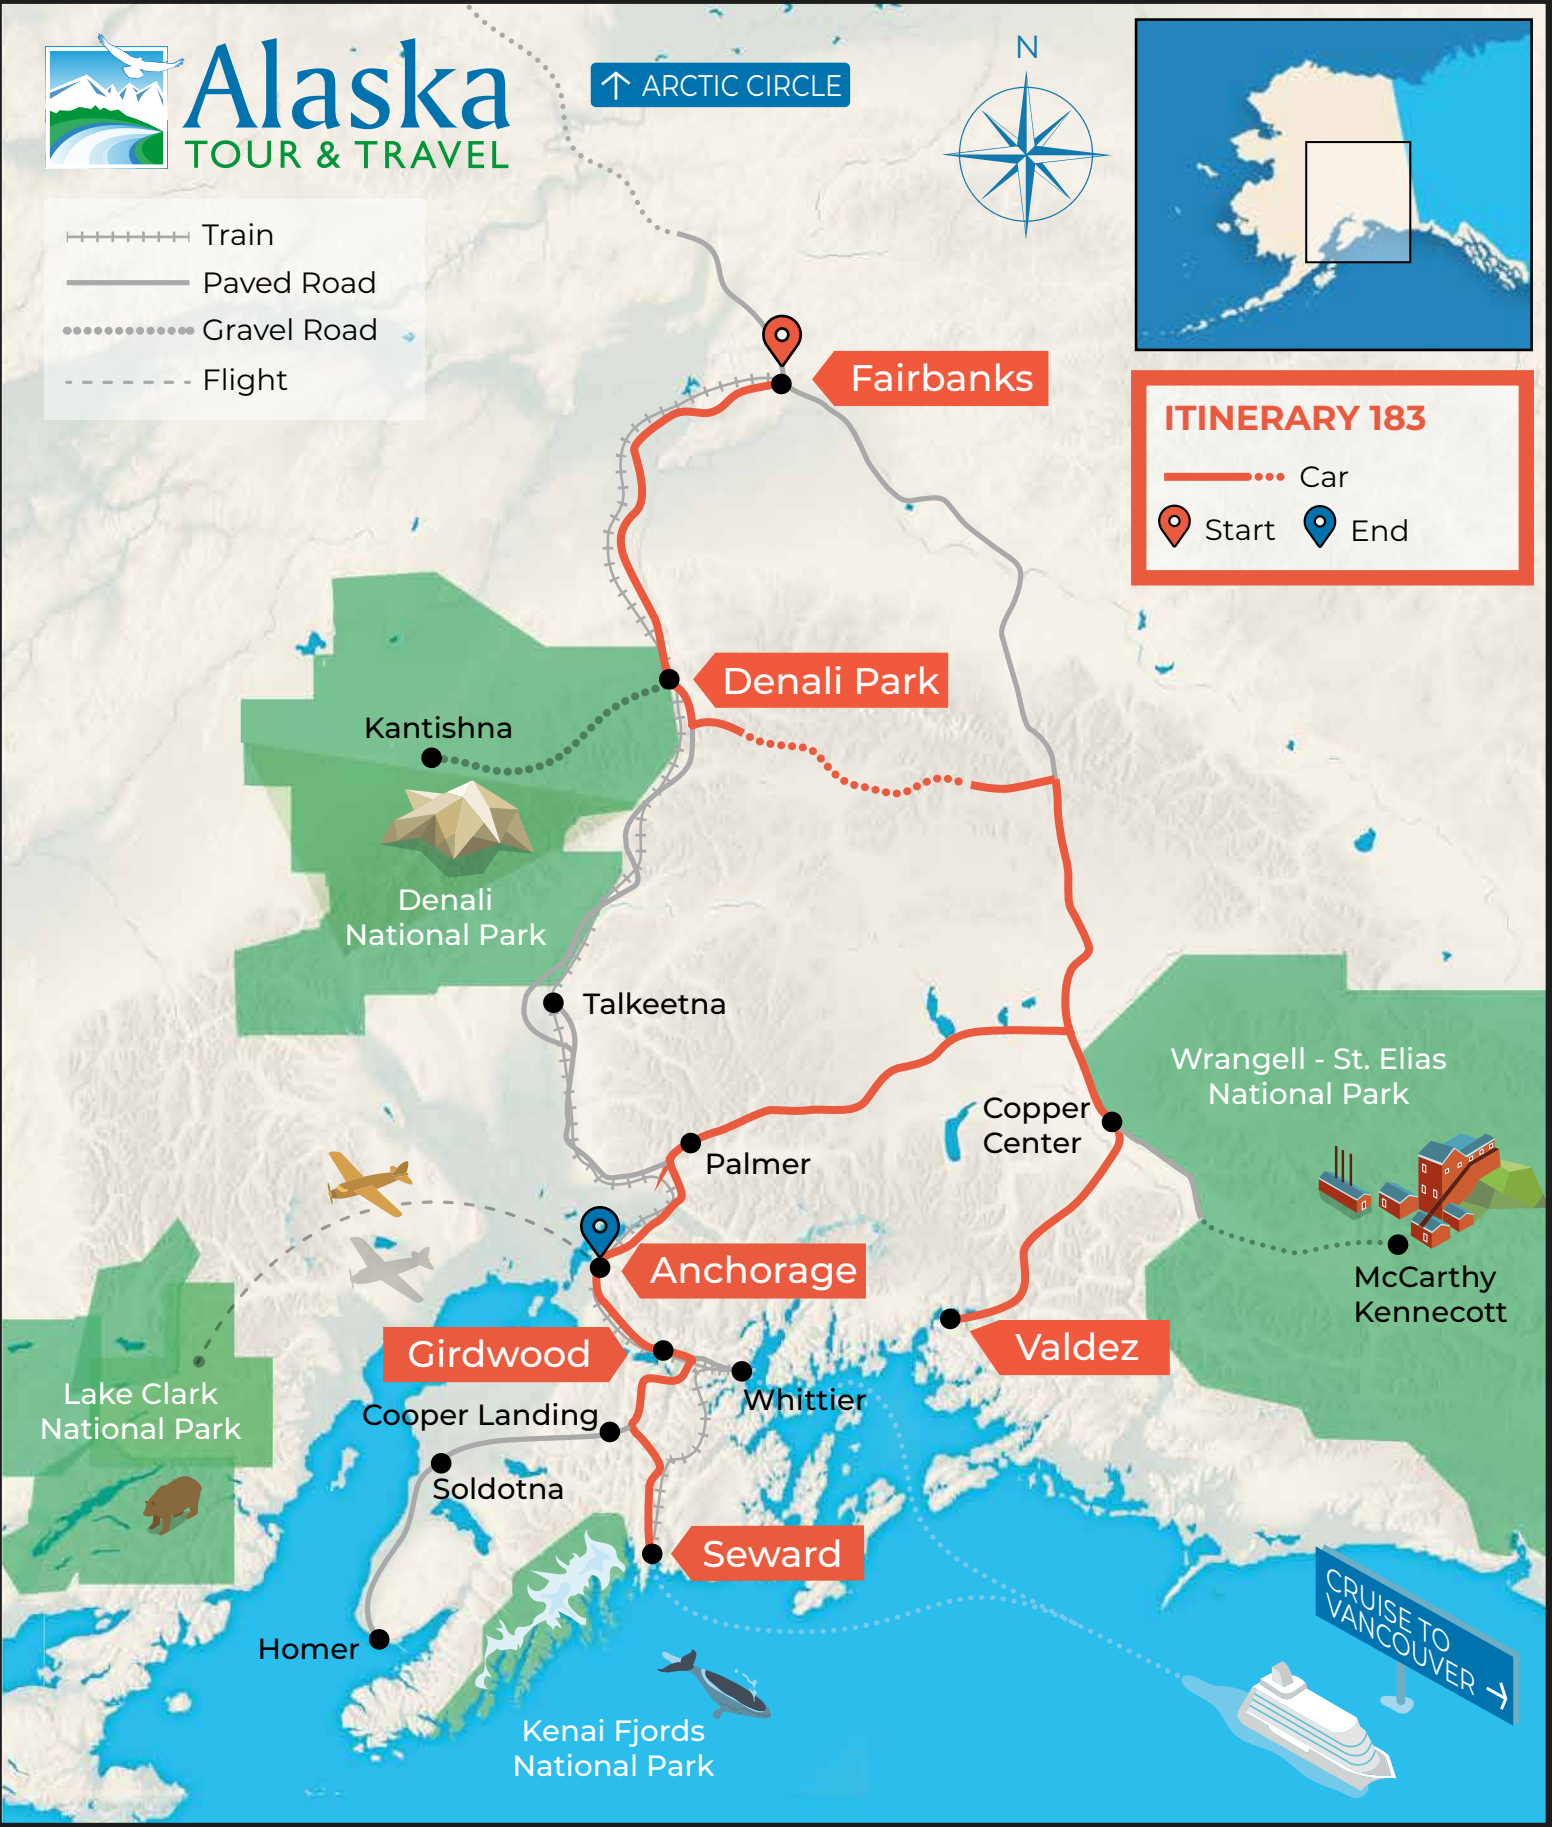 Alaska
TOUR & TRAVEL
↑ ARCTIC CIRCLE
N
Train
Paved Road
Gravel Road
Flight
Fairbanks
ITINERARY 183
Car
Start
End
Denali Park
Kantishna
Denali
National Park
Talkeetna
Wrangell - St. Elias
National Park
Copper
Center
Palmer
Anchorage
McCarthy
Kennecott
Girdwood
Valdez
Lake Clark
National Park
Whittier
Cooper Landing
Soldotna
Seward
Homer
CRUISE TO
VANCOUVER →
Kenai Fjords
National Park